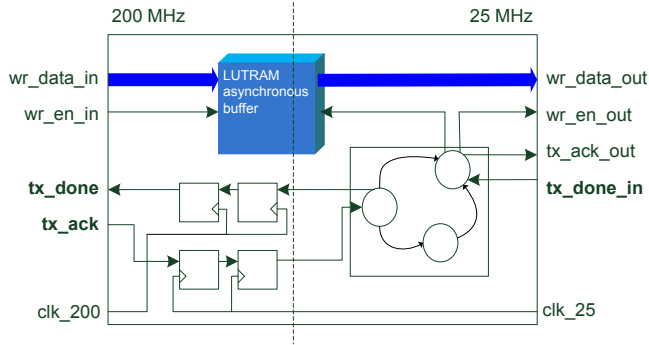 200 MHz
25 MHz
wr_data_in
LUTRAM
asynchronous
buffer
wr_data_out
wr_en_in
wr_en_out
tx_ack_out
tx_done
tx_done_in
tx_ack
clk_200
clk_25